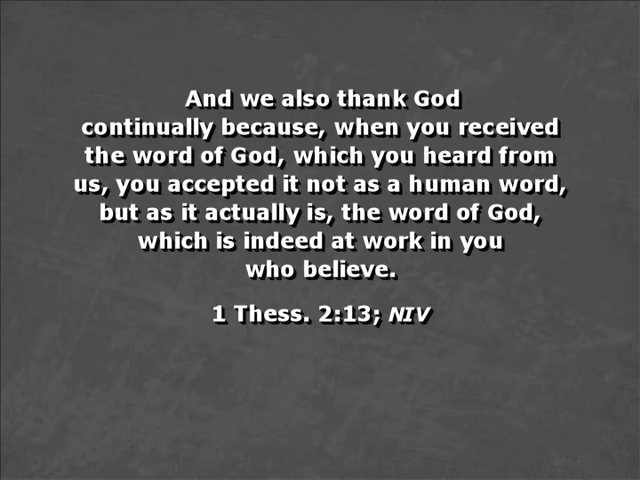 And we also thank God
continually because, when you received
the word of God, which you heard from
us, you accepted it not as a human word,
but as it actually is, the word of God,
which is indeed at work in you
who believe.
1 Thess. 2:13; NIV